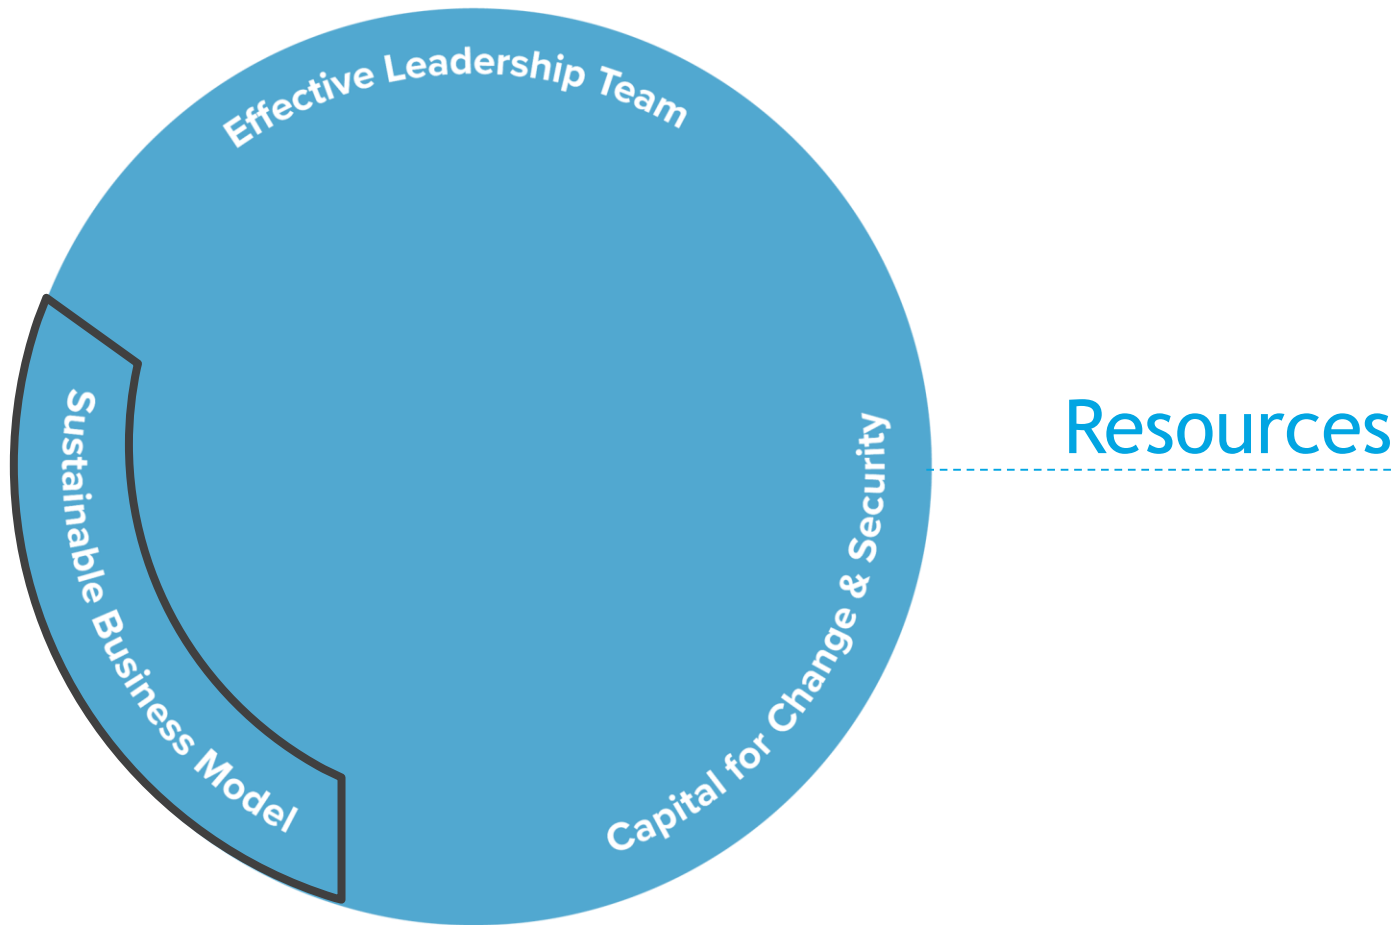 Effective Leadership Team
Sustainable Business Model
Capital for Change & Security
Resources